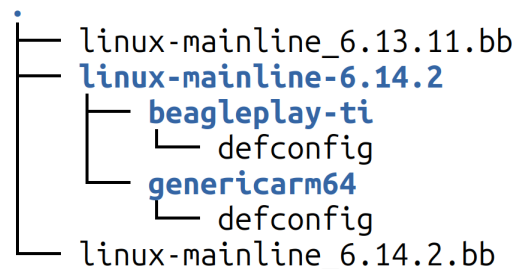 .
linux-mainline_6.13.11.bb
linux-mainline-6.14.2
beagleplay-ti
defconfig
genericarm64
defconfig
linux-mainline_6.14.2.bb